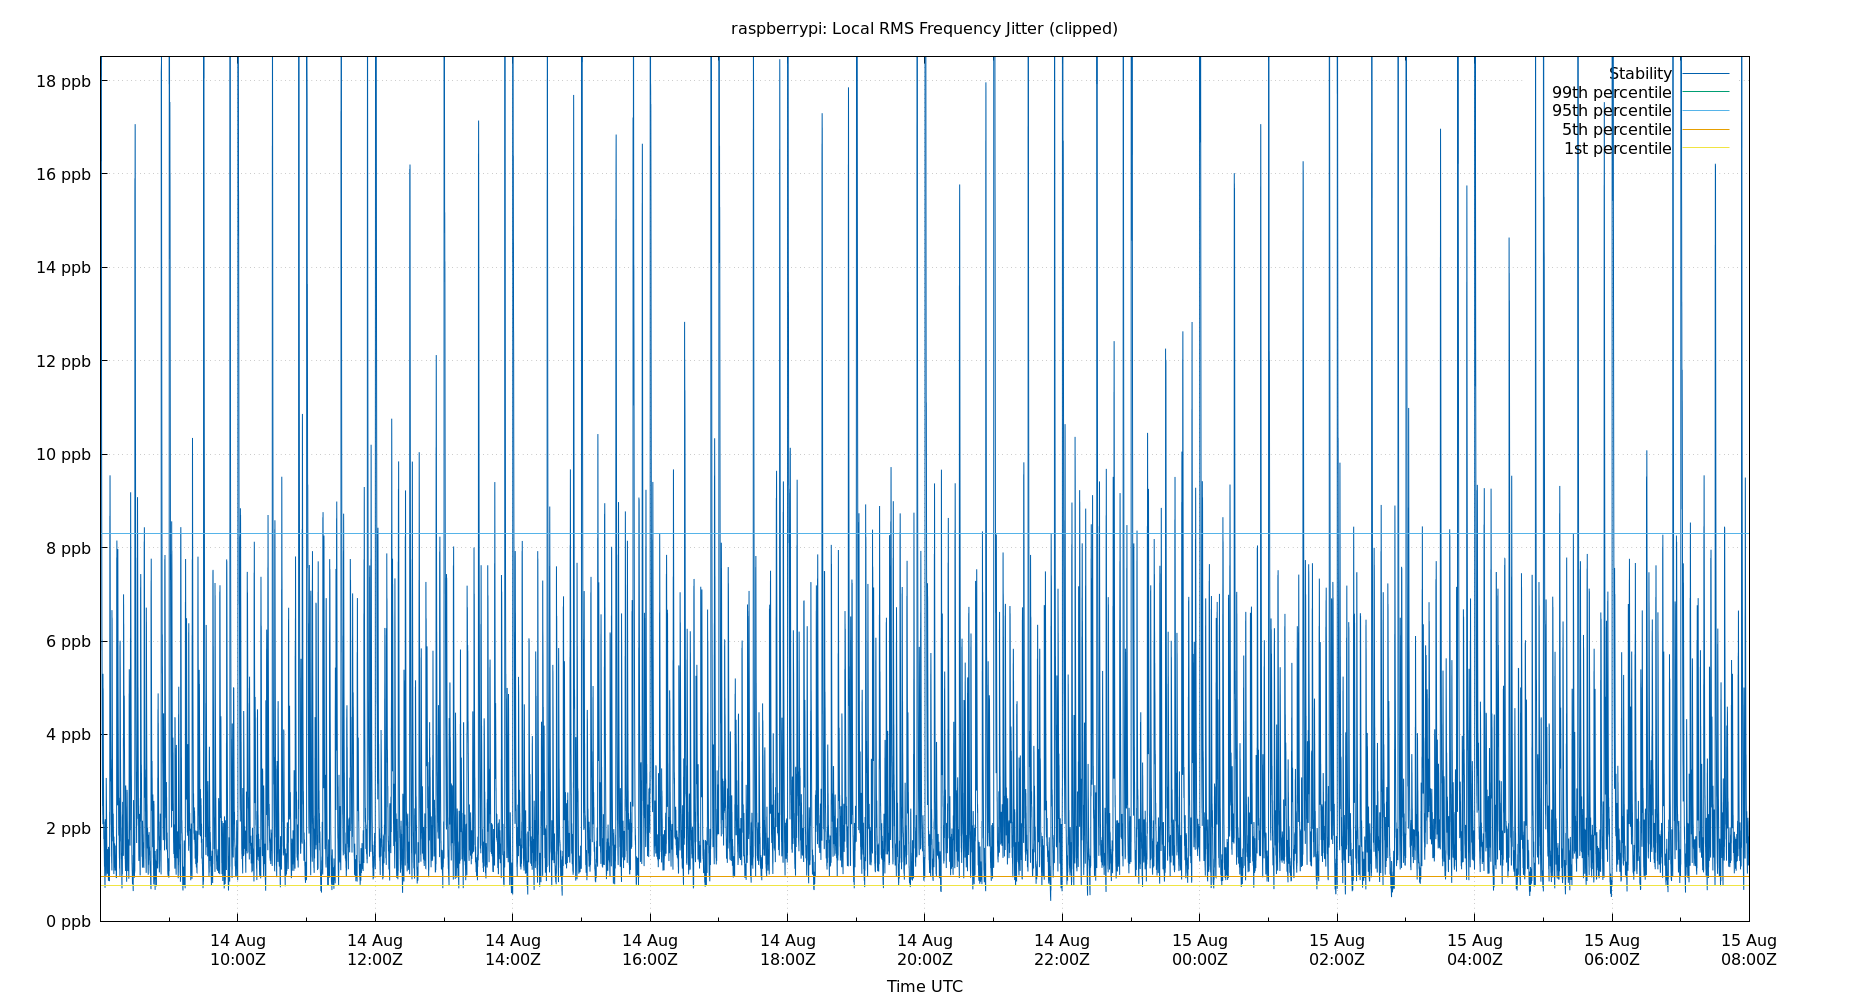 raspberrypi: Local RMS Frequency Jitter (clipped)
18 ppb
16 ppb
14 ppb
12 ppb
10 ppb
8 ppb
6 ppb
4 ppb
2 ppb
0 ppb
Stability
99th percentile
95th percentile
5th percentile
1st percentile
14 Aug 14 Aug 14 Aug 14 Aug 14 Aug 14 Aug 14 Aug 15 Aug 15 Aug 15 Aug 15 Aug 15 Aug
10:00Z 12:00Z 14:00Z 16:00Z 18:00Z 20:00Z 22:00Z 00:00Z 02:00Z 04:00Z 06:00Z 08:00Z
Time UTC